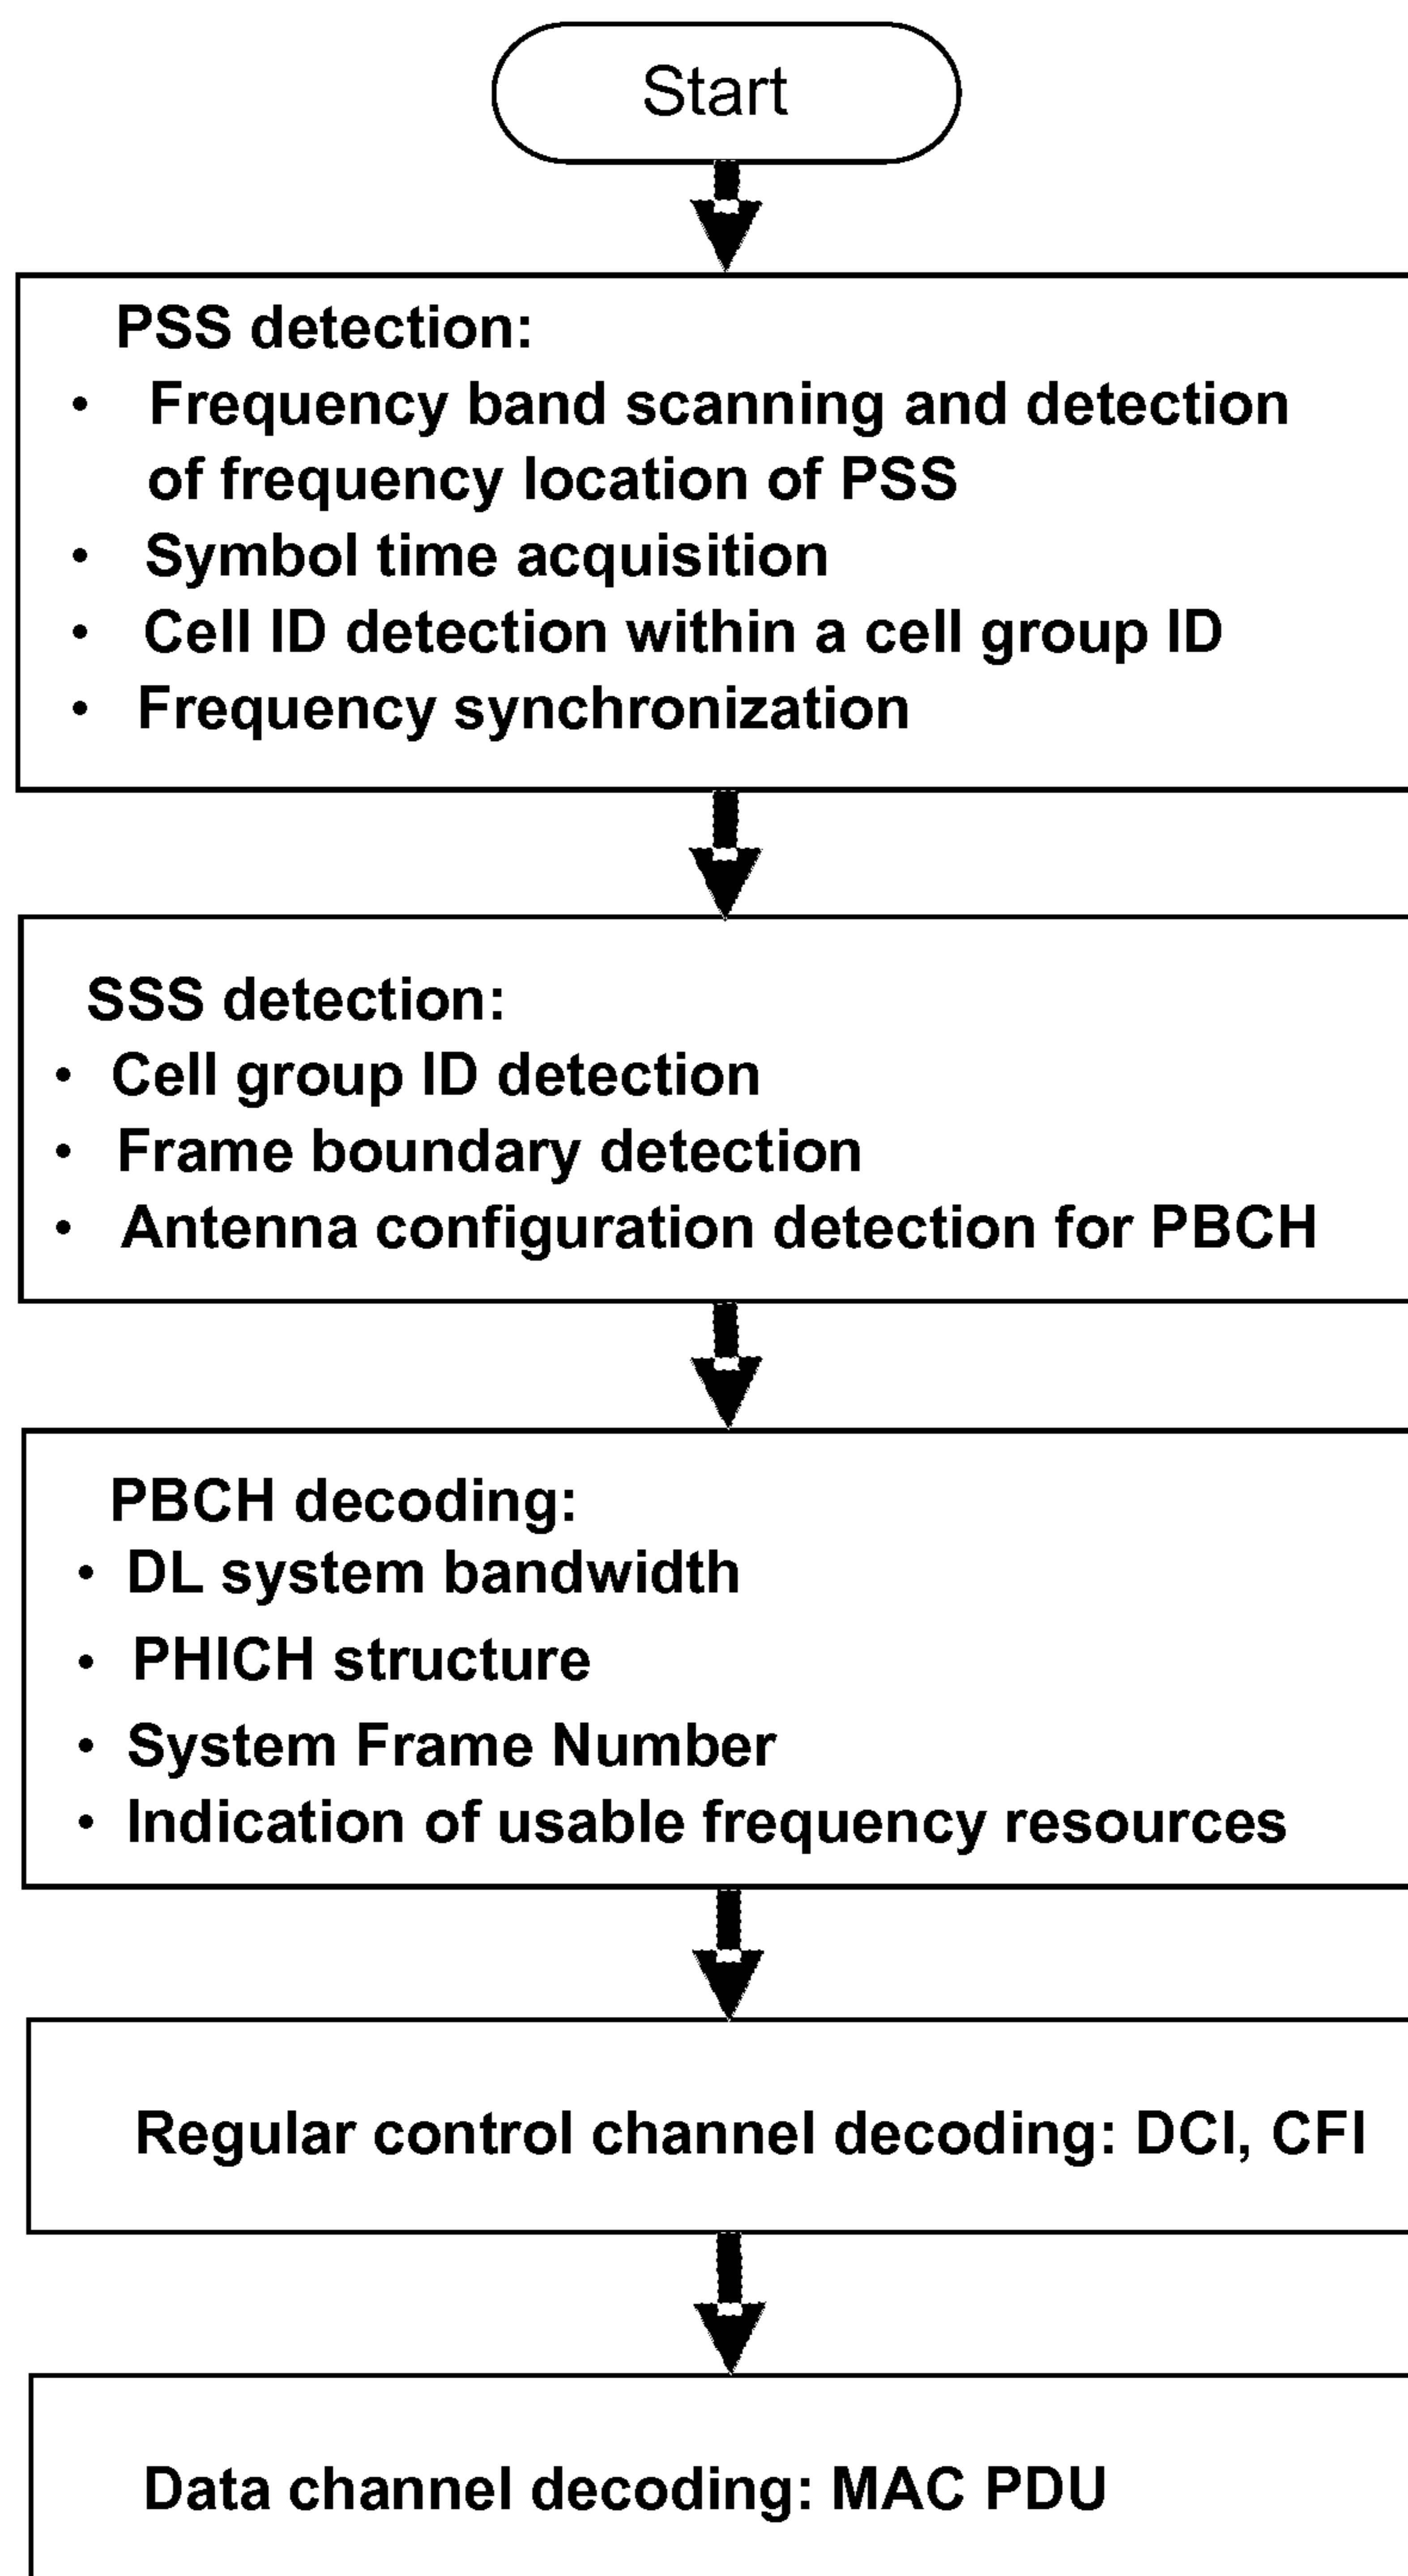 Start
PSS detection:
• Frequency band scanning and detection
of frequency location of PSS
• Symbol time acquisition
• Cell ID detection within a cell group ID
• Frequency synchronization
SSS detection:
• Cell group ID detection
• Frame boundary detection
• Antenna configuration detection for PBCH
PBCH decoding:
• DL system bandwidth
• PHICH structure
• System Frame Number
• Indication of usable frequency resources
Regular control channel decoding: DCI, CFI
Data channel decoding: MAC PDU